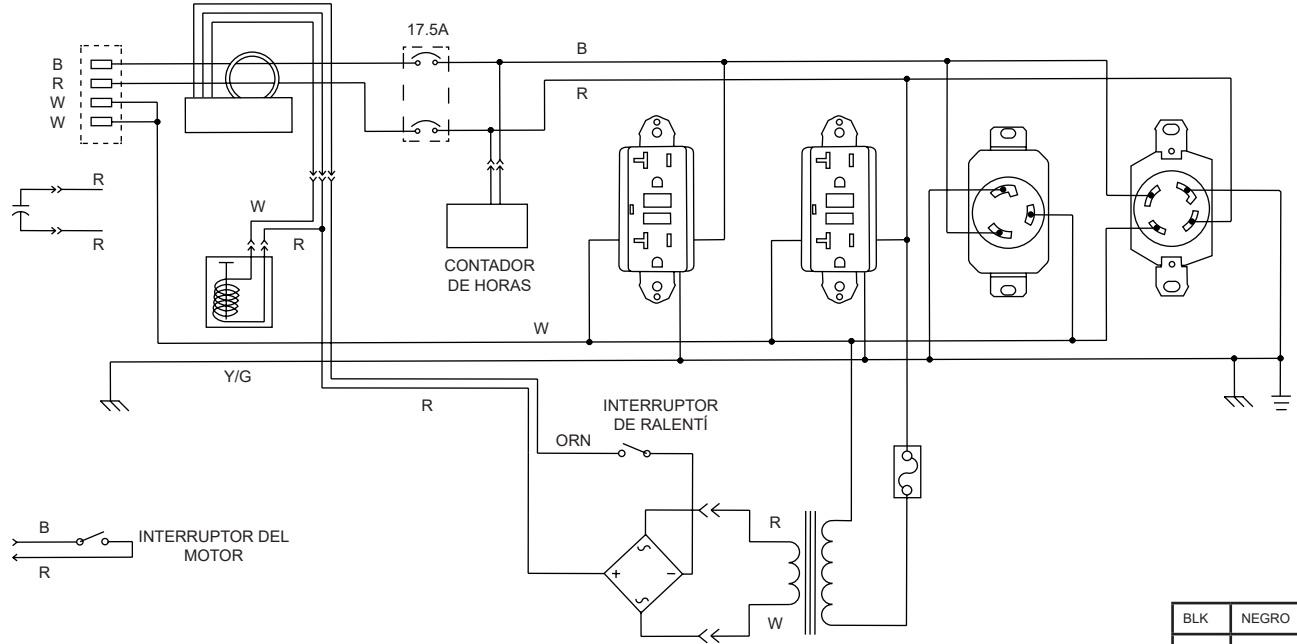 17.5A
B
B
R
R
W
W
R
R
W
R
CONTADOR
DE HORAS
W
Y/G
R
INTERRUPTOR
DE RALENTÍ
ORN
B
INTERRUPTOR DEL
MOTOR
R
R
+
−
W
BLK NEGRO